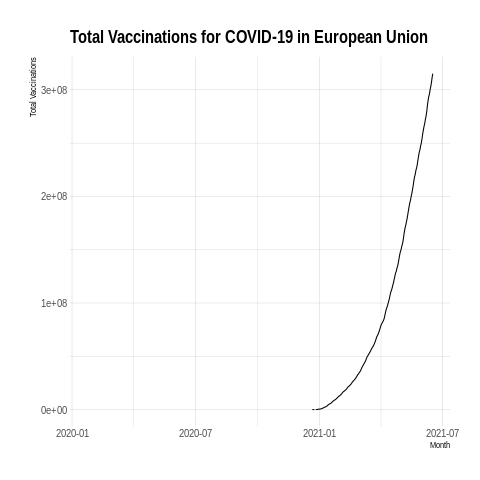 Total Vaccinations for COVID-19 in European Union
Total Vaccinations
3e+08
2e+08
1e+08
0e+00
2020-01 2020-07 2021-01 2021-07
Month